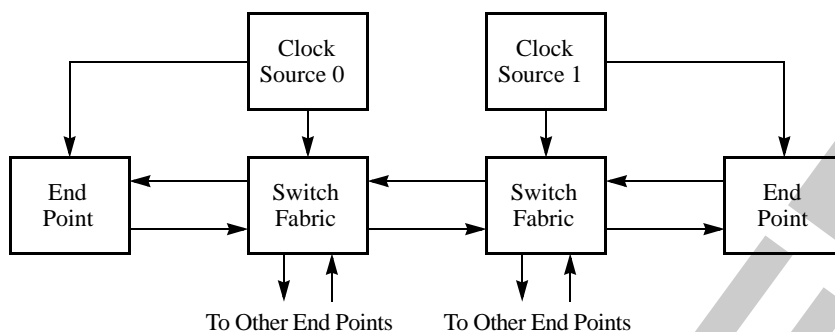 Clock
Source 0
Clock
Source 1
End
Point
Switch
Fabric
Switch
Fabric
End
Point
To Other End Points
To Other End Points